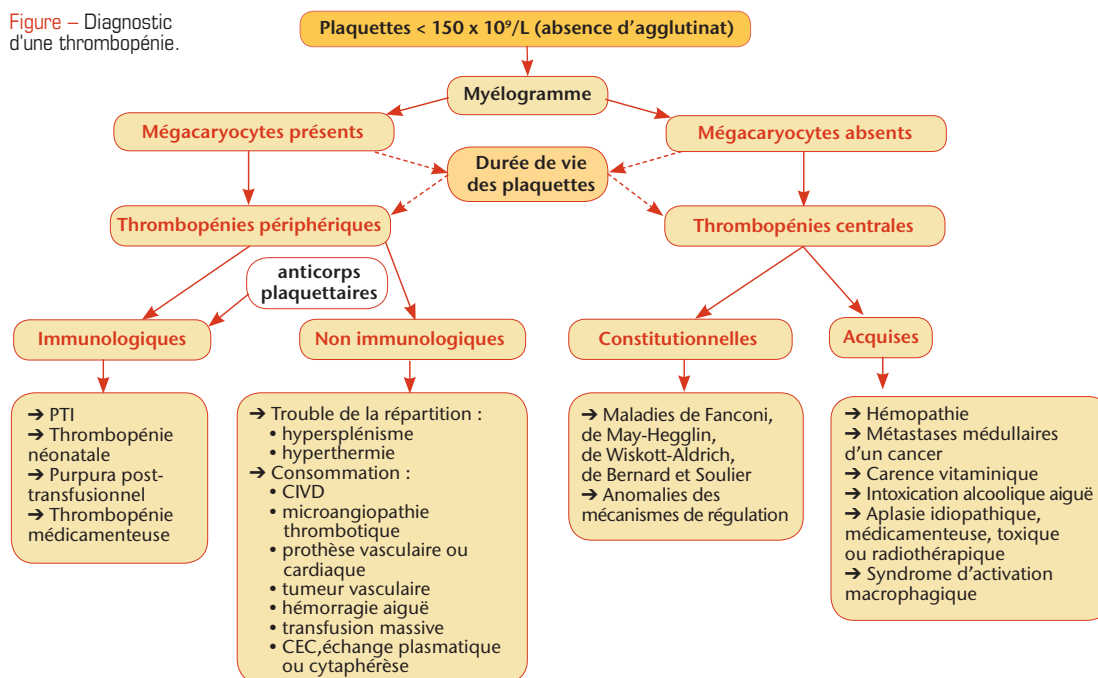 Figure – Diagnostic
d'une thrombopénie.
Plaquettes < 150 x 10⁹/L (absence d’agglutinat)
Myélogramme
Mégacaryocytes présents
Mégacaryocytes absents
Durée de vie
des plaquettes
Thrombopénies périphériques
Thrombopénies centrales
anticorps
plaquettaires
Immunologiques
Non immunologiques
Constitutionnelles
Acquises
➔ PTI
➔ Thrombopénie
néonatale
➔ Purpura post-
transfusionnel
➔ Thrombopénie
médicamenteuse
➔ Trouble de la répartition :
• hypersplénisme
• hyperthermie
➔ Consommation :
• CIVD
• microangiopathie
thrombotique
• prothèse vasculaire ou
cardiaque
• tumeur vasculaire
• hémorragie aiguë
• transfusion massive
• CEC,échange plasmatique
ou cytaphérèse
➔ Maladies de Fanconi,
de May-Hegglin,
de Wiskott-Aldrich,
de Bernard et Soulier
➔ Anomalies des
mécanismes de régulation
➔ Hémopathie
➔ Métastases médullaires
d’un cancer
➔ Carence vitaminique
➔ Intoxication alcoolique aiguë
➔ Aplasie idiopathique,
médicamenteuse, toxique
ou radiothérapique
➔ Syndrome d’activation
macrophagique